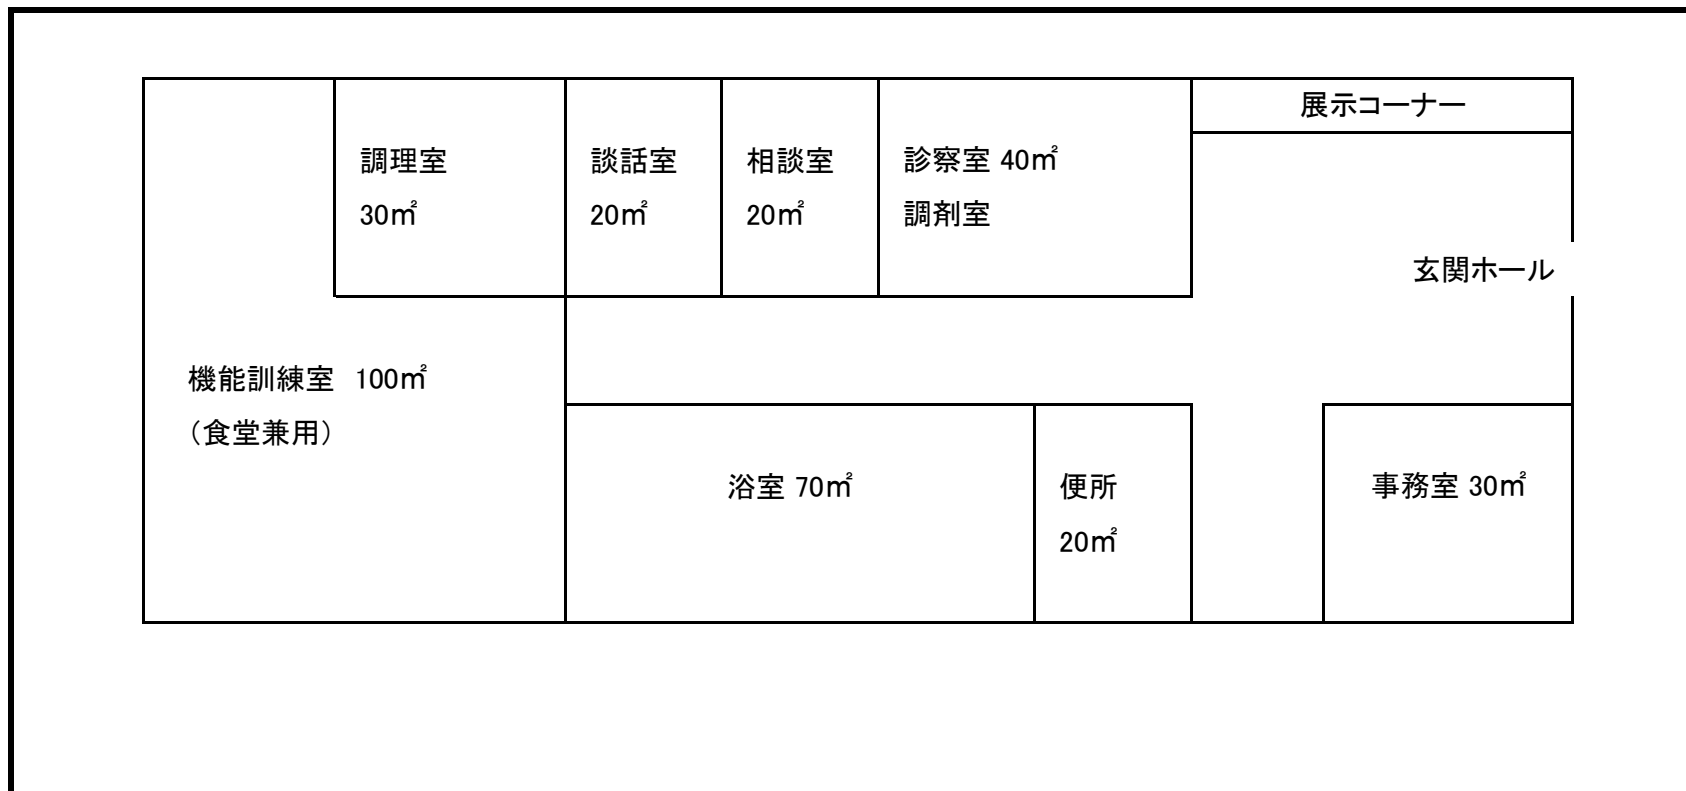 展示コーナー
調理室
30㎡
談話室
20㎡
相談室
20㎡
診察室 40㎡
調剤室
玄関ホール
機能訓練室 100㎡
（食堂兼用）
浴室 70㎡
便所
20㎡
事務室 30㎡